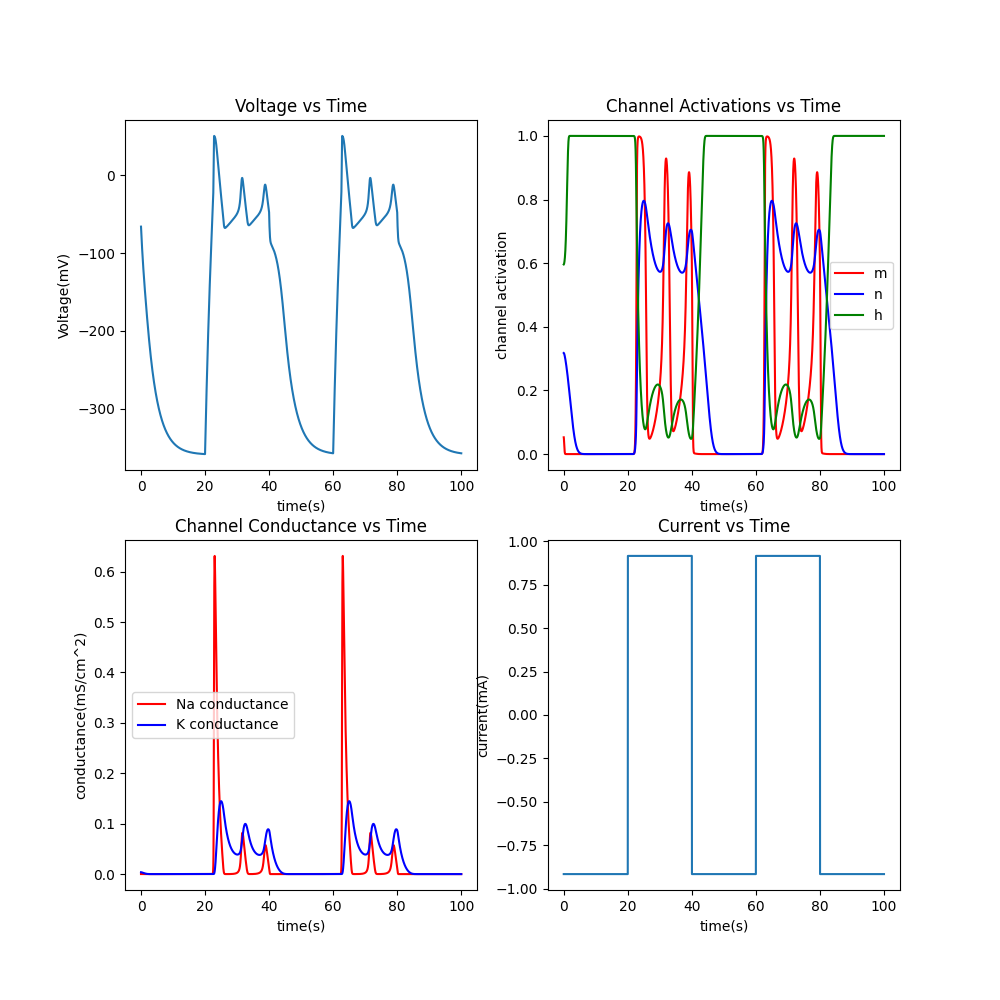 Voltage vs Time
0
−100
−200
−300
Voltage(mV)
0 20 40 60 80 100
time(s)
Channel Activations vs Time
1.0
0.8
0.6
0.4
0.2
0.0
channel activation
m
n
h
0 20 40 60 80 100
time(s)
Channel Conductance vs Time
0.6
0.5
0.4
0.3
0.2
0.1
0.0
conductance(mS/cm^2)
Na conductance
K conductance
0 20 40 60 80 100
time(s)
Current vs Time
1.00
0.75
0.50
0.25
0.00
−0.25
−0.50
−0.75
−1.00
current(mA)
0 20 40 60 80 100
time(s)